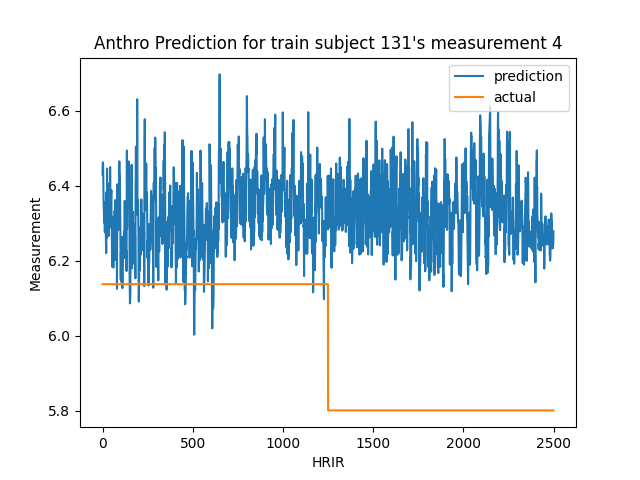 Anthro Prediction for train subject 131's measurement 4
prediction
actual
6.6
6.4
6.2
6.0
5.8
Measurement
0
500
1000
1500
2000
2500
HRIR